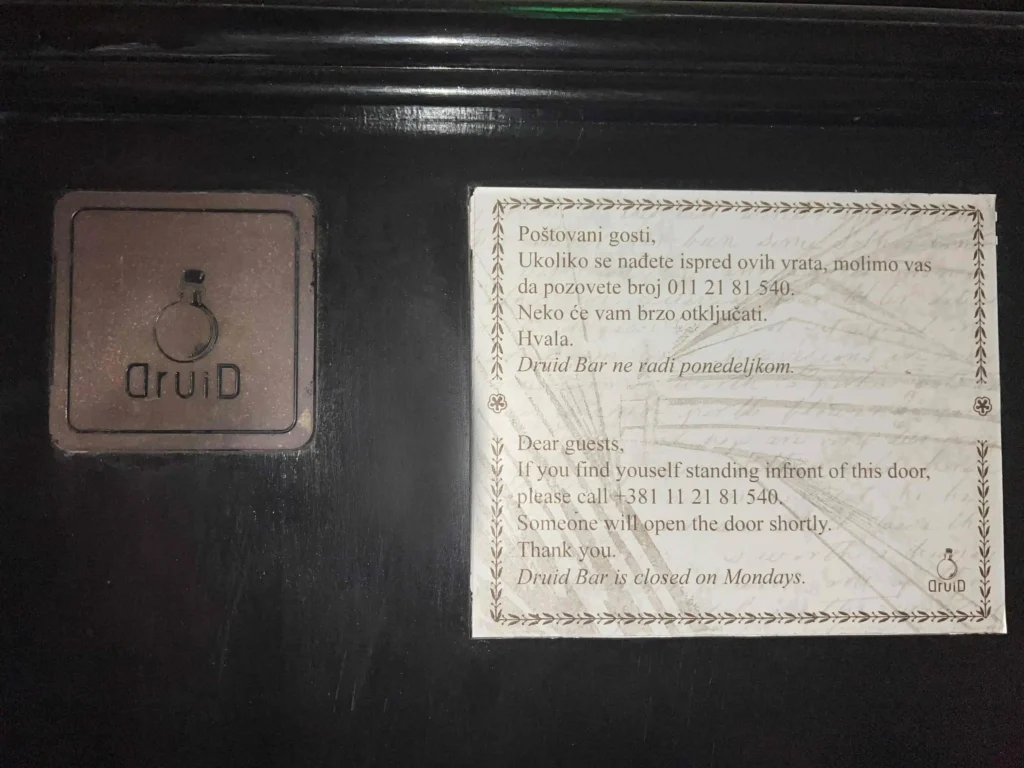 DruiD
Poštovani gosti,
Ukoliko se nađete ispred ovih vrata, molimo vas
da pozovete broj 011 21 81 540.
Neko će vam brzo otključati.
Hvala.
Druid Bar ne radi ponedeljkom.
Dear guests,
If you find youself standing infront of this door,
please call +381 11 21 81 540.
Someone will open the door shortly.
Thank you.
Druid Bar is closed on Mondays.
DruiD